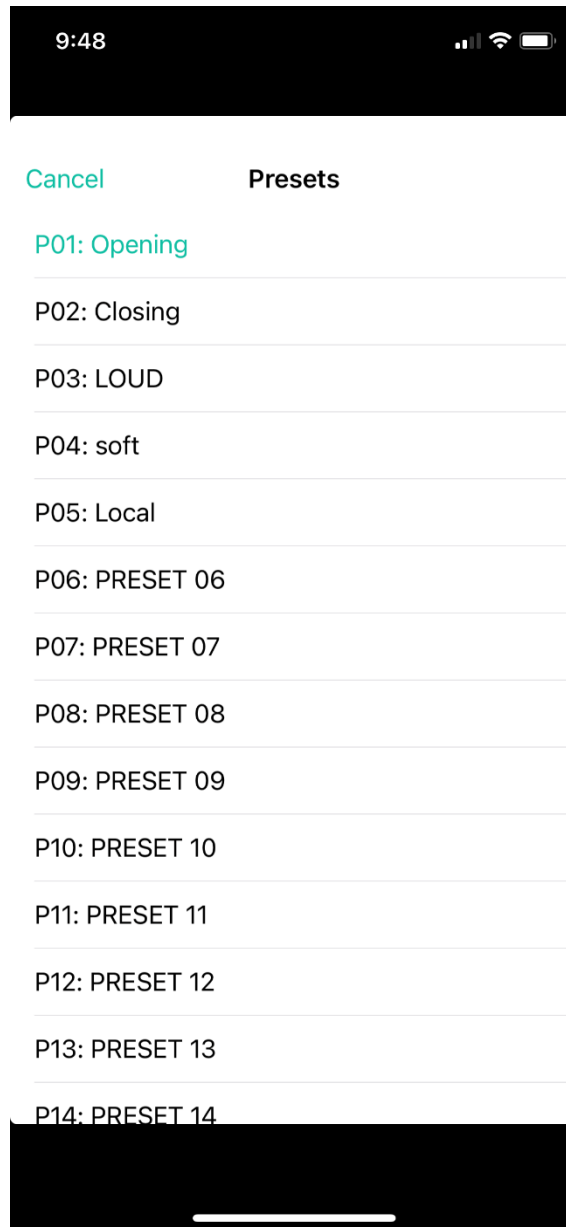 9:48
Cancel
Presets
P01: Opening
P02: Closing
P03: LOUD
P04: soft
P05: Local
P06: PRESET 06
P07: PRESET 07
P08: PRESET 08
P09: PRESET 09
P10: PRESET 10
P11: PRESET 11
P12: PRESET 12
P13: PRESET 13
P14: PRESET 14